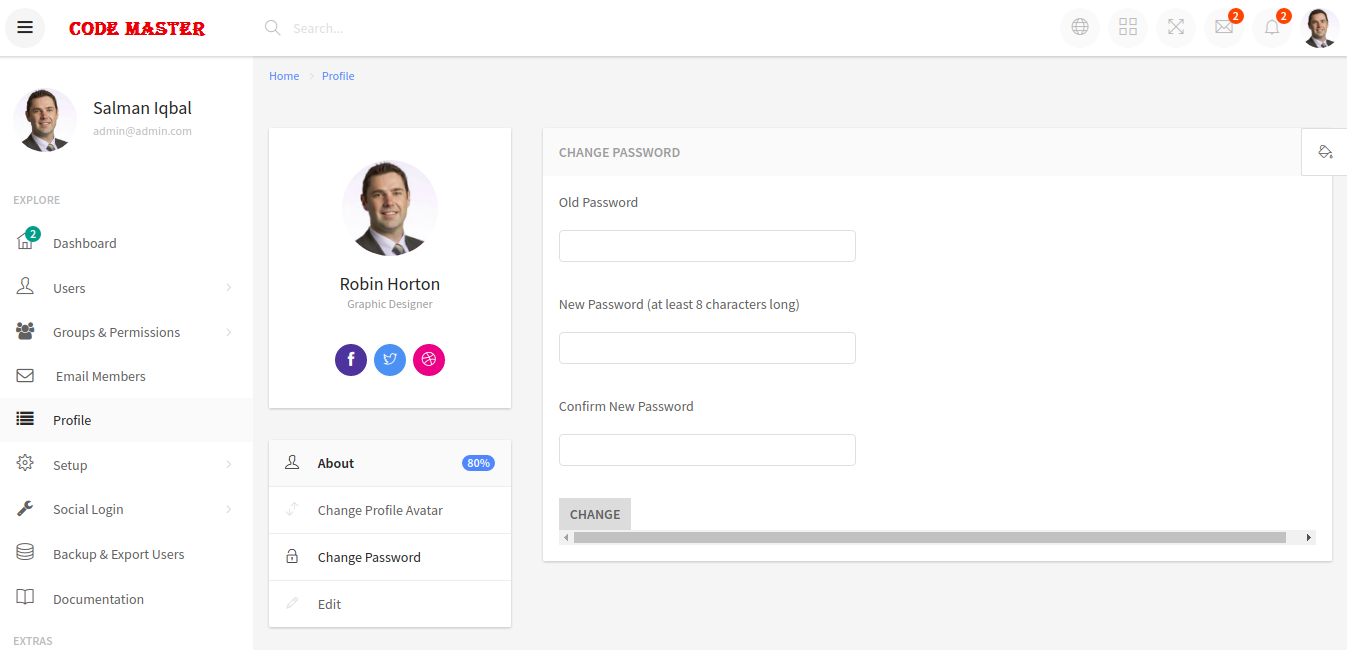 CODE MASTER
Search...
2
2
Salman Iqbal
admin@admin.com
EXPLORE
2
Dashboard
Users
Groups & Permissions
Email Members
Profile
Setup
Social Login
Backup & Export Users
Documentation
EXTRAS
Home
Profile
Robin Horton
Graphic Designer
f
About
80%
Change Profile Avatar
Change Password
Edit
CHANGE PASSWORD
Old Password
New Password (at least 8 characters long)
Confirm New Password
CHANGE